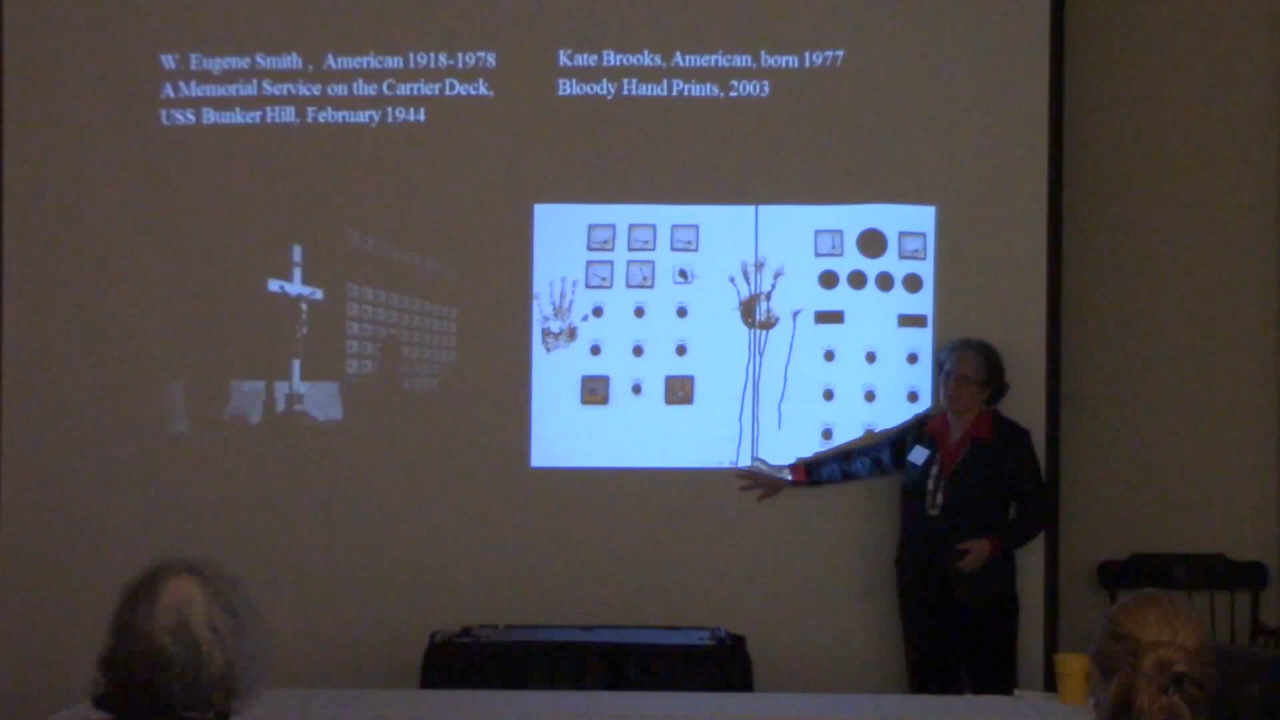 W. Eugene Smith , American 1918-1978
A Memorial Service on the Carrier Deck,
USS Bunker Hill, February 1944
Kate Brooks, American, born 1977
Bloody Hand Prints, 2003